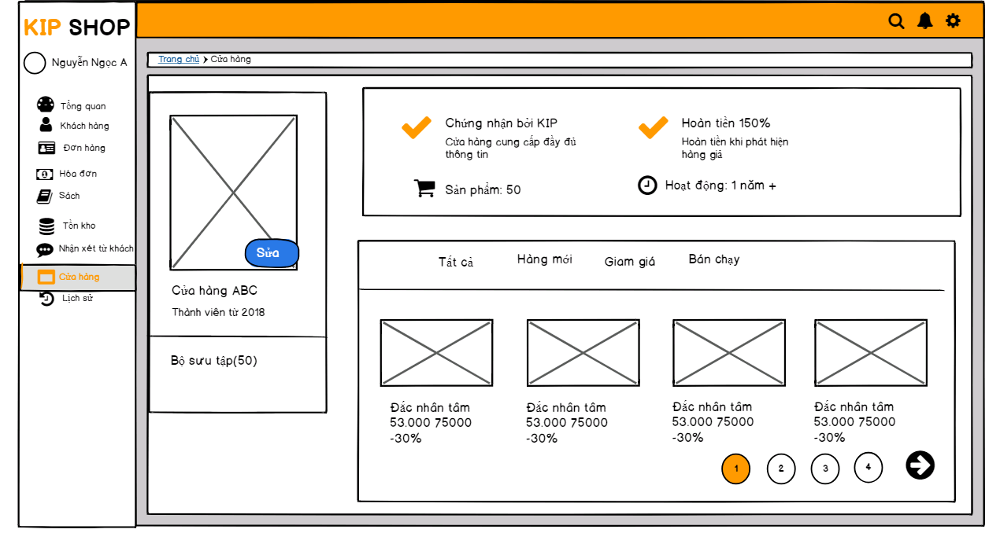 KIP SHOP
Nguyễn Ngọc A
Tổng quan
Khách hàng
Đơn hàng
Hóa đơn
Sách
Tồn kho
Nhận xét từ khách
Cửa hàng
Lịch sử
Trang chủ Cửa hàng
Sửa
Cửa hàng ABC
Thành viên từ 2018
Bộ sưu tập(50)
Chứng nhận bởi KIP
Cửa hàng cung cấp đầy đủ
thông tin
Sản phẩm: 50
Hoàn tiền 150%
Hoàn tiền khi phát hiện
hàng giả
Hoạt động: 1 năm +
Tất cả Hàng mới Giam giá Bán chạy
Đắc nhân tâm
53.000 75000
-30%
Đắc nhân tâm
53.000 75000
-30%
Đắc nhân tâm
53.000 75000
-30%
Đắc nhân tâm
53.000 75000
-30%
1 2 3 4